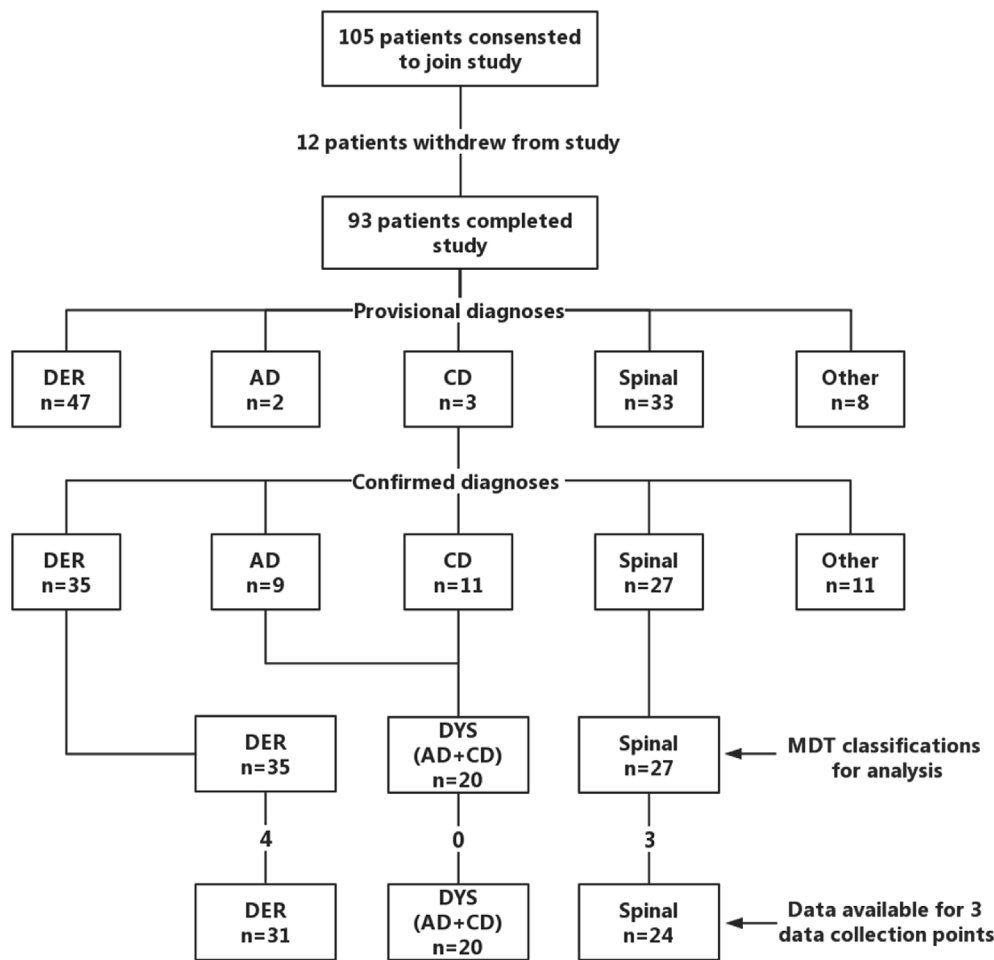 105 patients consensted
to join study
12 patients withdrew from study
93 patients completed
study
Provisional diagnoses
DER
n=47
AD
n=2
CD
n=3
Spinal
n=33
Other
n=8
Confirmed diagnoses
DER
n=35
AD
n=9
CD
n=11
Spinal
n=27
Other
n=11
DER
n=35
DYS
(AD+CD)
n=20
Spinal
n=27
MDT classifications
for analysis
4
0
3
DER
n=31
DYS
(AD+CD)
n=20
Spinal
n=24
Data available for 3
data collection points